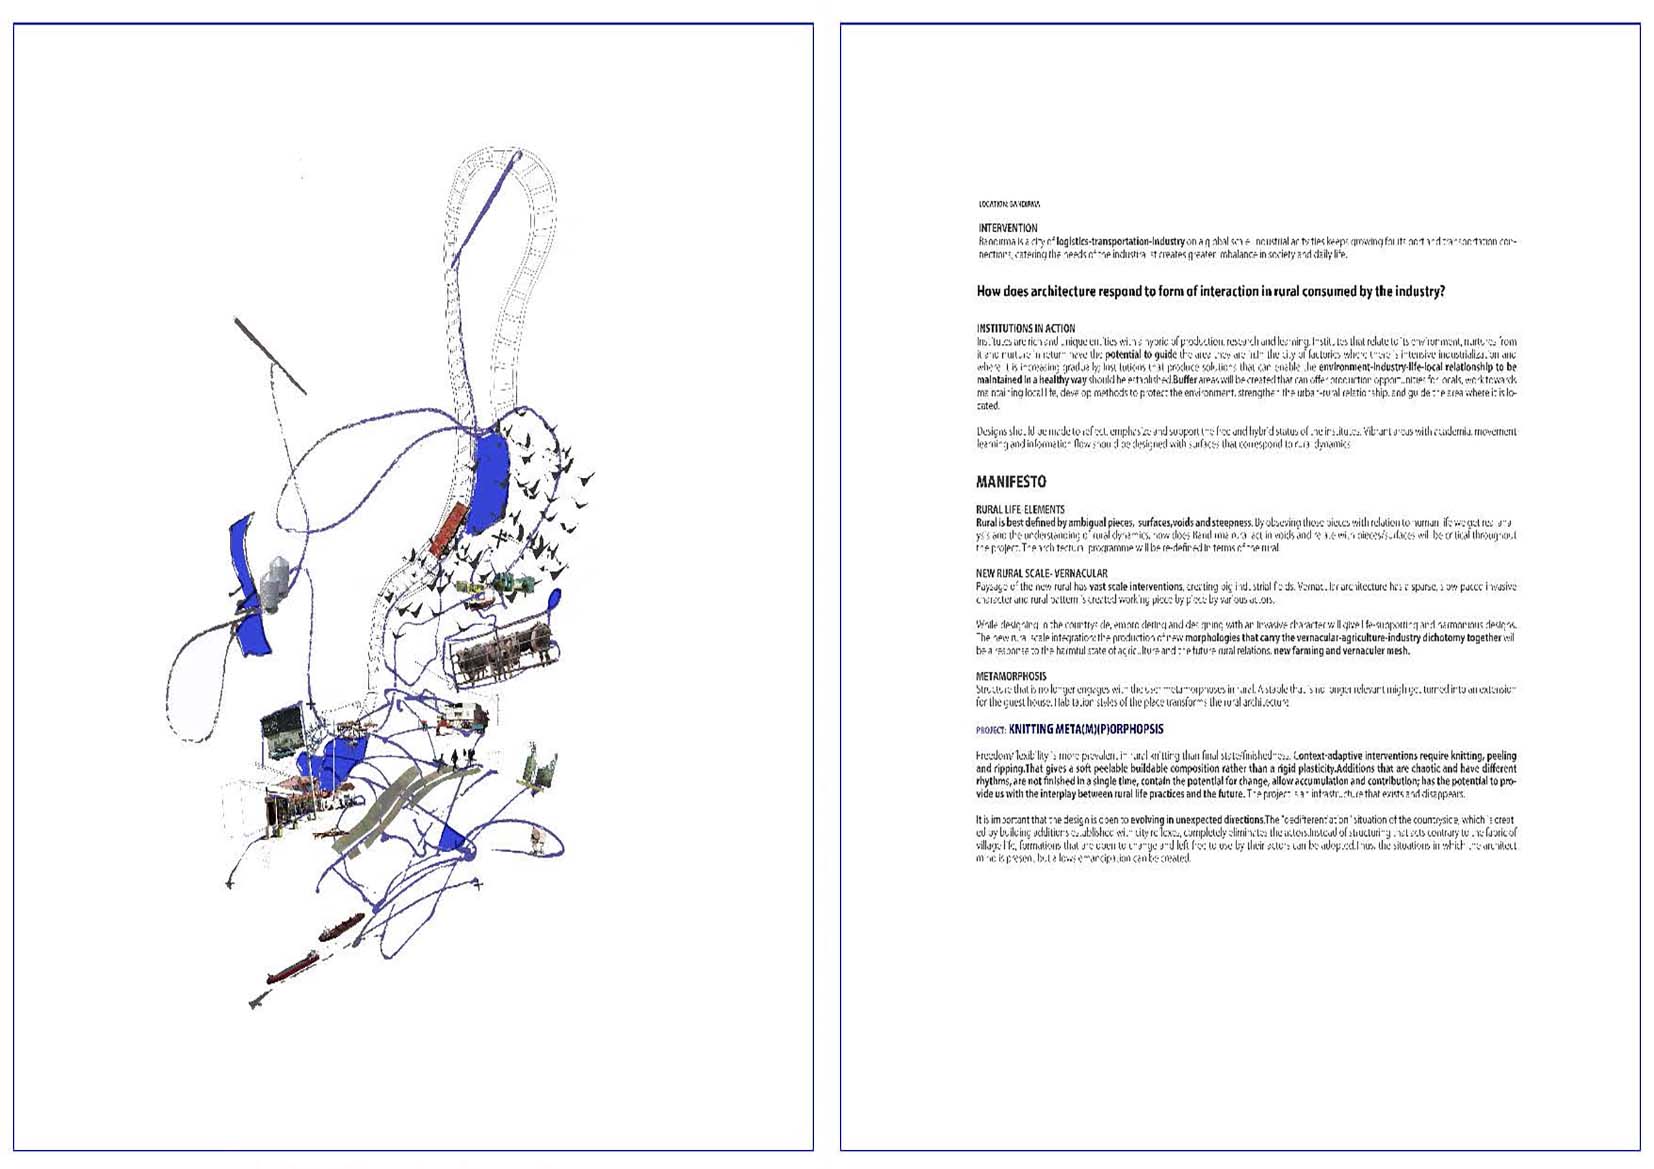 LOCATION: BANDIRMA
INTERVENTION
Bandırma is a city of logistics-transportation-industry on a global scale. Industrial activities keeps growing for its port and transportation con-
nections, catering the needs of the industrialist creates greater imbalance in society and daily life.
How does architecture respond to form of interaction in rural consumed by the industry?
INSTITUTIONS IN ACTION
Institutes are rich and unique entities with a hybrid of production, research and learning. Institutes that relate to its environment, nurtures from
it and nurture in return have the potential to guide the area they are in.In the city of factories where there is intensive industrialization and
where it is increasing gradually; Institutions that produce solutions that can enable the environment-industry-life-local relationship to be
maintained in a healthy way should be established.Buffer areas will be created that can offer production opportunities for locals, work towards
maintaining local life, develop methods to protect the environment, strengthen the urban-rural relationship, and guide the area where it is lo-
cated.
Designs should be made to reflect, emphasize and support the free and hybrid status of the institutes. Vibrant areas with academia, movement
learning and information flow should be designed with surfaces that correspond to rural dynamics.
MANIFESTO
RURAL LIFE-ELEMENTS
Rural is best defined by ambigual pieces, surfaces,voids and steepness. By obseving those pieces with relation to human life we get real ana-
lysis and the understanding of rural dynamics, how does Bandırma rural act in voids and relate with pieces/surfaces will be critical throughout
the project. The architectural programme will be re-defined in terms of the rural.
NEW RURAL SCALE- VERNACULAR
Paysage of the new rural has vast scale interventions, creating big industrial fields. Vernacular architecture has a sparse, slow-paced invasive
character and rural pattern is created working piece by piece by various actors.
While designing in the countryside, embroidering and designing with an invasive character will give life-supporting and harmonious designs.
The new rural scale integration; the production of new morphologies that carry the vernacular-agriculture-industry dichotomy together will
be a response to the harmful state of agriculture and the future rural relations. new farming and vernaculer mesh.
METAMORPHOSIS
Structure that is no longer engages with the user metamorphoses in rural. A stable that is no longer relevant migh get turned into an extension
for the guest house. Habitation styles of the place transforms the rural architecture.
PROJECT: KNITTING META(M)(P)ORPHOPSIS
Freedom/flexibility is more prevalent in rural knitting than final state/finishedness. Context-adaptive interventions require knitting, peeling
and ripping.That gives a soft peelable buildable composition rather than a rigid plasticity.Additions that are chaotic and have different
rhythms, are not finished in a single time, contain the potential for change, allow accumulation and contribution; has the potential to pro-
vide us with the interplay between rural life practices and the future. The project is an infrastructure that exists and disappears.
It is important that the design is open to evolving in unexpected directions.The "dedifferentiation" situation of the countryside, which is creat-
ed by building additions established with city reflexes, completely eliminates the actors.Instead of structuring that acts contrary to the fabric of
village life, formations that are open to change and left free to use by their actors can be adopted.Thus, the situations in which the architect
mind is present, but allows emancipation can be created.